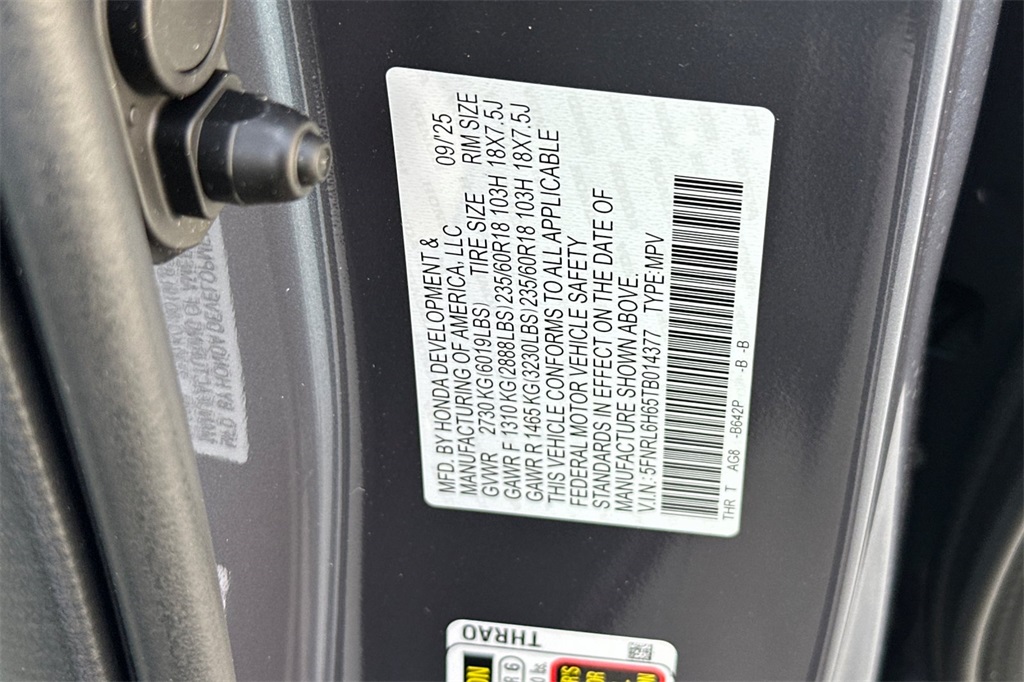 MFD. BY HONDA DEVELOPMENT &
MANUFACTURING OF AMERICA, LLC 09/'25
GVWR 2730 KG (6019LBS) TIRE SIZE RIM SIZE
GAWR F 1310 KG (2888LBS) 235/60R18 103H 18X7.5J
GAWR R 1465 KG (3230LBS) 235/60R18 103H 18X7.5J
THIS VEHICLE CONFORMS TO ALL APPLICABLE
FEDERAL MOTOR VEHICLE SAFETY
STANDARDS IN EFFECT ON THE DATE OF
MANUFACTURE SHOWN ABOVE.
V.I.N.: 5FNRL6H65TB014377 TYPE: MPV
THR T AG8 -B642P -B -B
THRA0